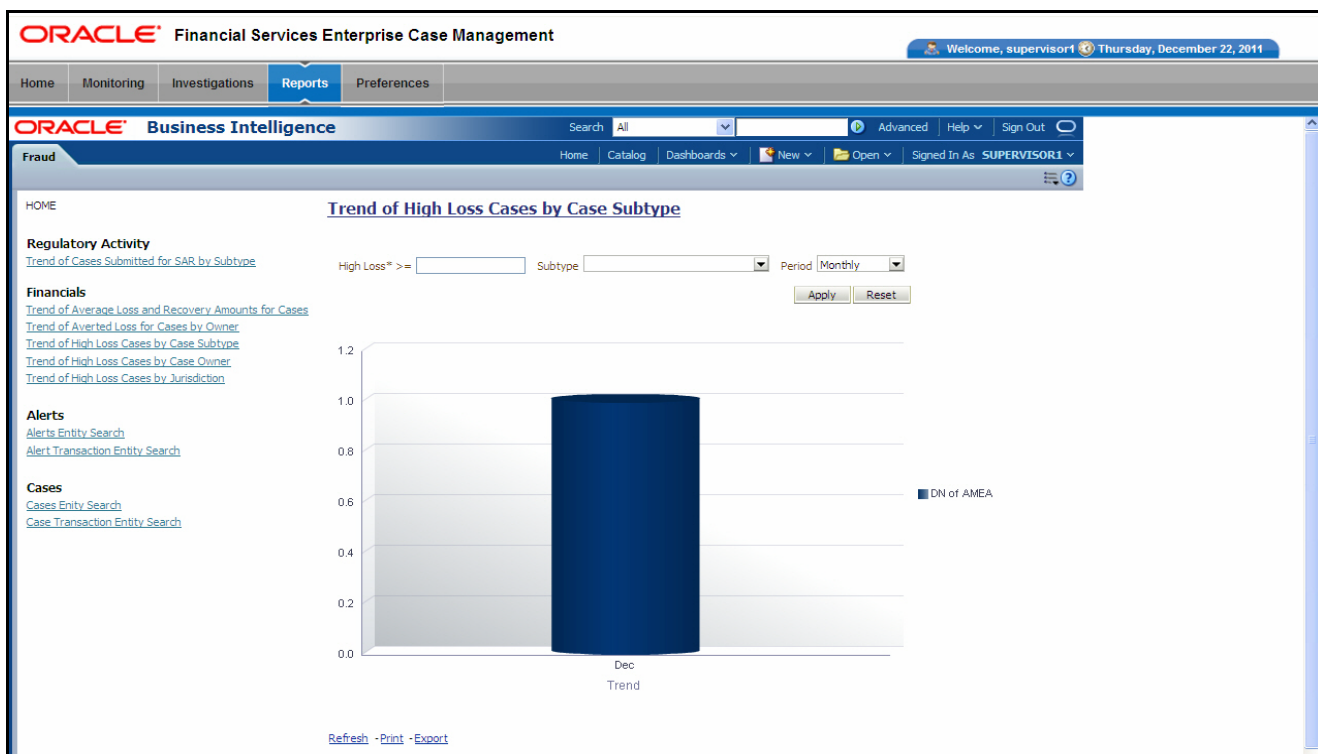 ORACLE® Financial Services Enterprise Case Management
Welcome, supervisor1 Thursday, December 22, 2011
Home Monitoring Investigations Reports Preferences
ORACLE® Business Intelligence
Search All Advanced Help Sign Out
Fraud
Home Catalog Dashboards New Open Signed In As SUPERVISOR1
HOME
Regulatory Activity
Trend of Cases Submitted for SAR by Subtype
Financials
Trend of Average Loss and Recovery Amounts for Cases
Trend of Averted Loss for Cases by Owner
Trend of High Loss Cases by Case Subtype
Trend of High Loss Cases by Case Owner
Trend of High Loss Cases by Jurisdiction
Alerts
Alerts Entity Search
Alert Transaction Entity Search
Cases
Cases Enity Search
Case Transaction Entity Search
Trend of High Loss Cases by Case Subtype
High Loss* >= Subtype Period Monthly
Apply Reset
1.2
1.0
0.8
0.6
0.4
0.2
0.0
Dec
Trend
DN of AMEA
Refresh - Print - Export